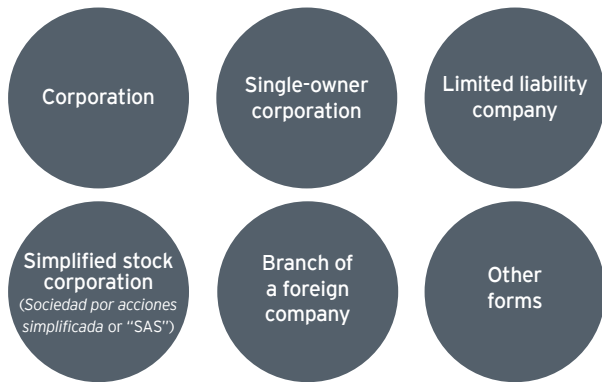 Corporation
Single-owner
corporation
Limited liability
company
Simplified stock
corporation
(Sociedad por acciones
simplificada or “SAS”)
Branch of
a foreign
company
Other
forms